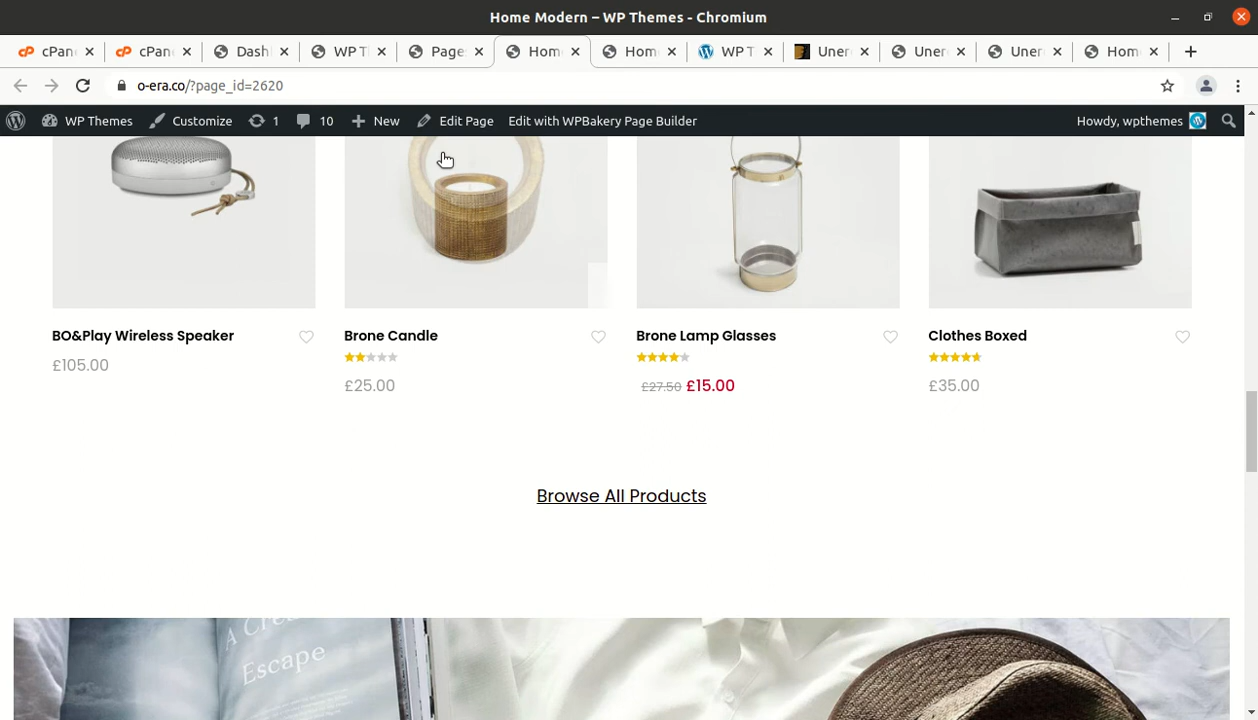 Home Modern – WP Themes - Chromium
cPan
cPan
Dash
WP T
Page
Hom
Hom
WP T
Uner
Uner
Uner
Hom
o-era.co/?page_id=2620
WP Themes
Customize
1
10
New
Edit Page
Edit with WPBakery Page Builder
Howdy, wpthemes
BO&Play Wireless Speaker
£105.00
Brone Candle
£25.00
Brone Lamp Glasses
£27.50 £15.00
Clothes Boxed
£35.00
Browse All Products
Escape